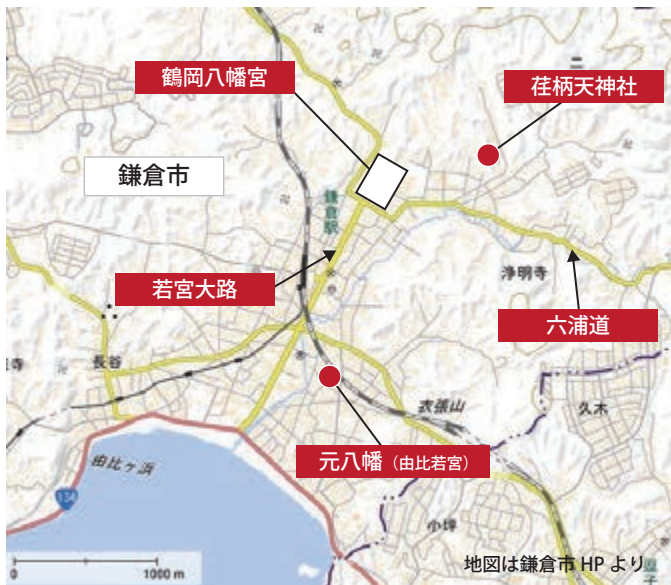 鶴岡八幡宮
荏柄天神社
二
鎌倉市
鎌倉駅
若宮大路
浄明寺
六浦道
長谷
寺
衣張山
久木
元八幡（由比若宮）
由比ヶ浜
134
小坪
地図は鎌倉市 HP より
0 1000 m